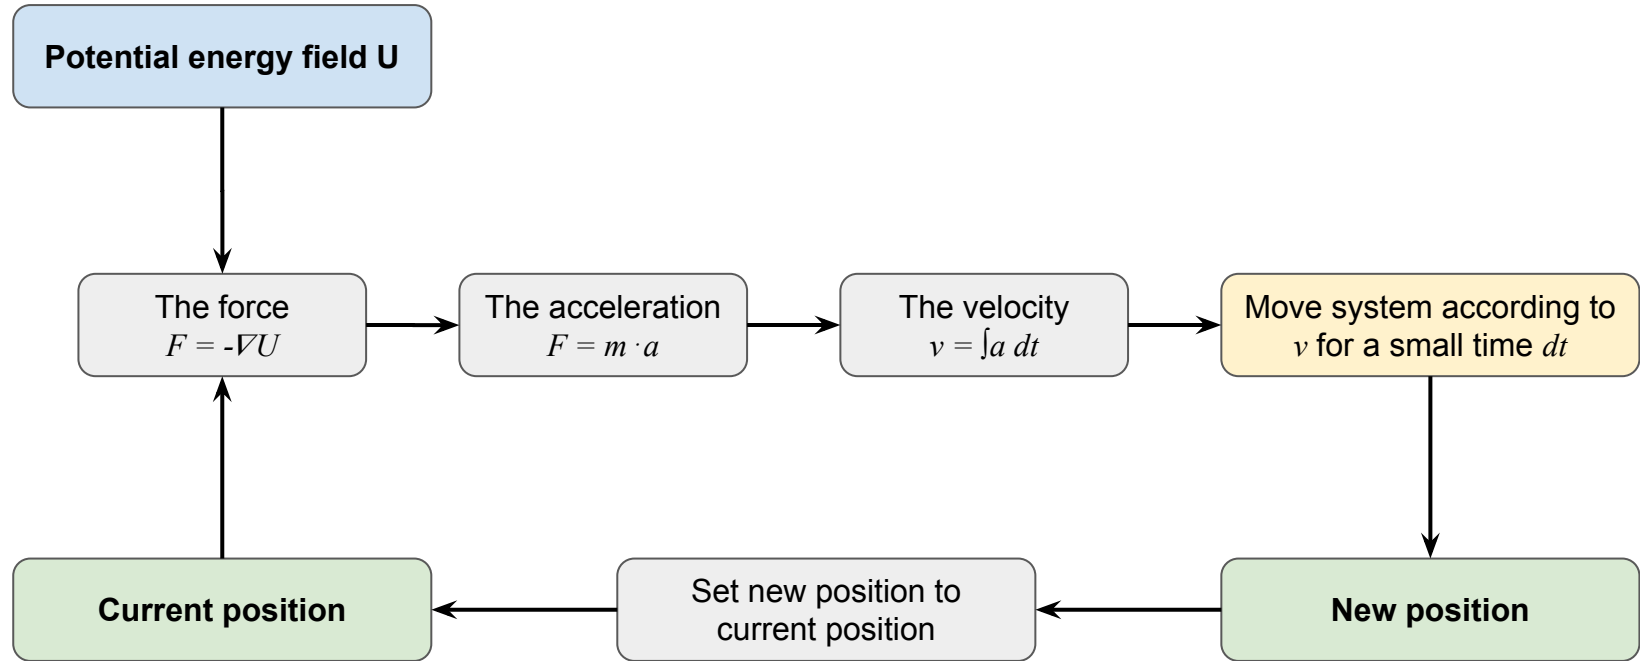 Potential energy field U
The force
F = -∇U
The acceleration
F = m · a
The velocity
v = ∫a dt
Move system according to
v for a small time dt
Current position
Set new position to
current position
New position